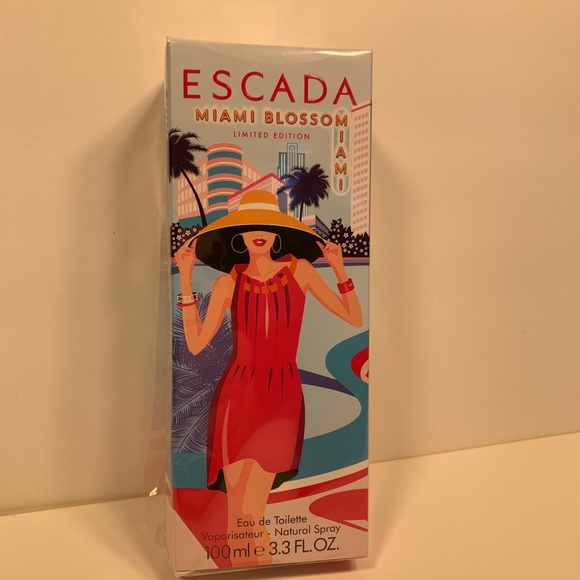 ESCADA
MIAMI BLOSSOM
MIAMI
LIMITED EDITION
Eau de Toilette
Vaporisateur - Natural Spray
100ml e 3.3 FL.OZ.